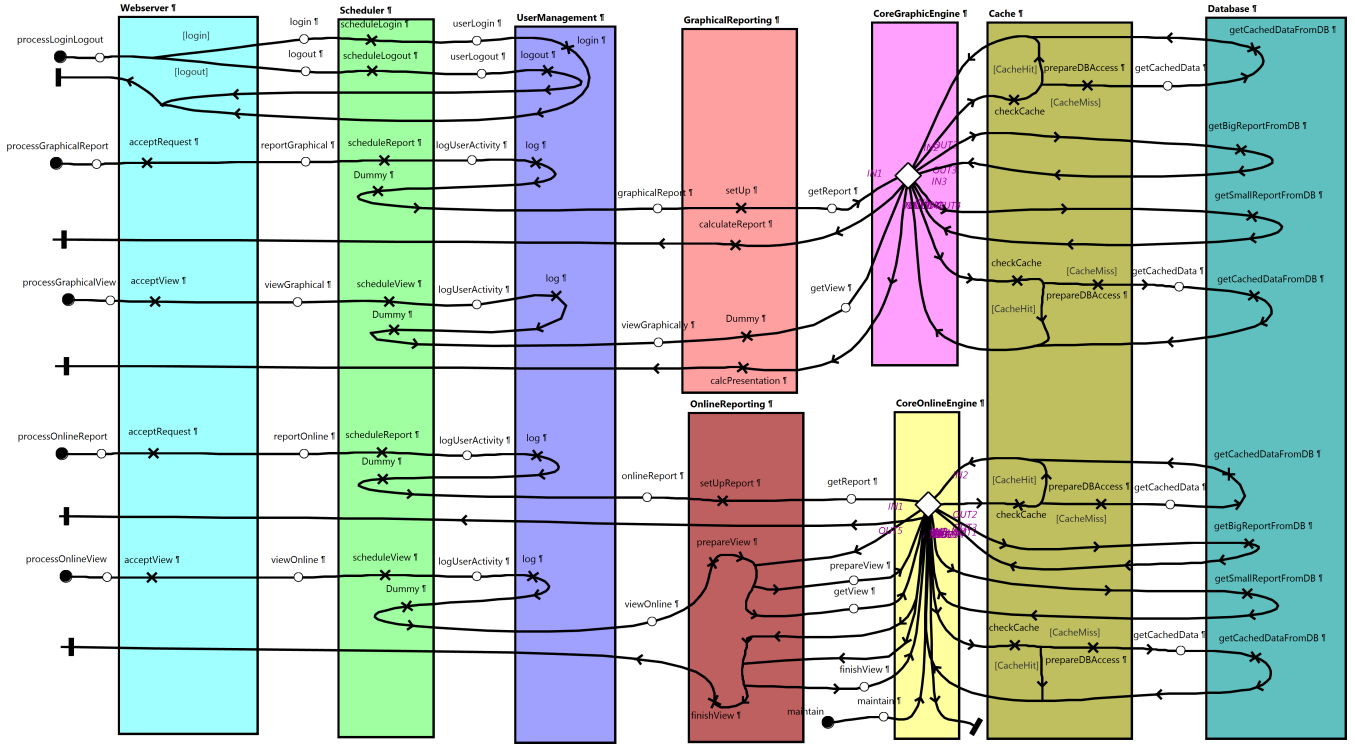 Webserver ¶
Scheduler ¶
UserManagement ¶
GraphicalReporting ¶
CoreGraphicEngine ¶
Cache ¶
Database ¶
processLoginLogout
[login]
login ¶
scheduleLogin ¶
userLogin ¶
login ¶
getCachedDataFromDB ¶
[logout]
logout ¶
scheduleLogout ¶
userLogout ¶
logout ¶
[CacheHit]
prepareDBAccess ¶
getCachedData ¶
[CacheMiss]
checkCache
processGraphicalReport
acceptRequest ¶
reportGraphical ¶
scheduleReport ¶
logUserActivity ¶
log ¶
getBigReportFromDB ¶
Dummy ¶
IN1
OUT3
IN3
graphicalReport ¶
setUp ¶
getReport ¶
getSmallReportFromDB ¶
calculateReport ¶
processGraphicalView
acceptView ¶
viewGraphical ¶
scheduleView ¶
logUserActivity ¶
log ¶
getView ¶
checkCache
[CacheMiss]
getCachedData ¶
getCachedDataFromDB ¶
prepareDBAccess ¶
[CacheHit]
Dummy ¶
viewGraphically ¶
Dummy ¶
calcPresentation ¶
OnlineReporting ¶
CoreOnlineEngine ¶
processOnlineReport
acceptRequest ¶
reportOnline ¶
scheduleReport ¶
logUserActivity ¶
log ¶
getCachedDataFromDB ¶
Dummy ¶
onlineReport ¶
setUpReport ¶
getReport ¶
IN2
[CacheHit]
prepareDBAccess ¶
getCachedData ¶
IN1
OUT2
checkCache
[CacheMiss]
OUT5
getBigReportFromDB ¶
processOnlineView
acceptView ¶
viewOnline ¶
scheduleView ¶
logUserActivity ¶
log ¶
prepareView ¶
prepareView ¶
getView ¶
getSmallReportFromDB ¶
Dummy ¶
viewOnline ¶
checkCache
[CacheMiss]
getCachedData ¶
getCachedDataFromDB ¶
prepareDBAccess ¶
[CacheHit]
finishView ¶
maintain ¶
maintain
finishView ¶